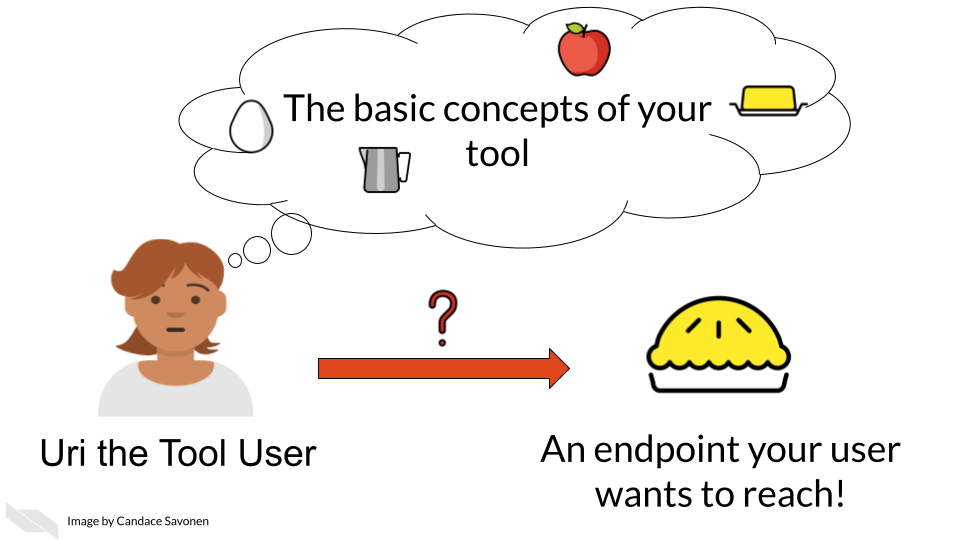 The basic concepts of your
tool
Uri the Tool User
An endpoint your user
wants to reach!
Image by Candace Savonen